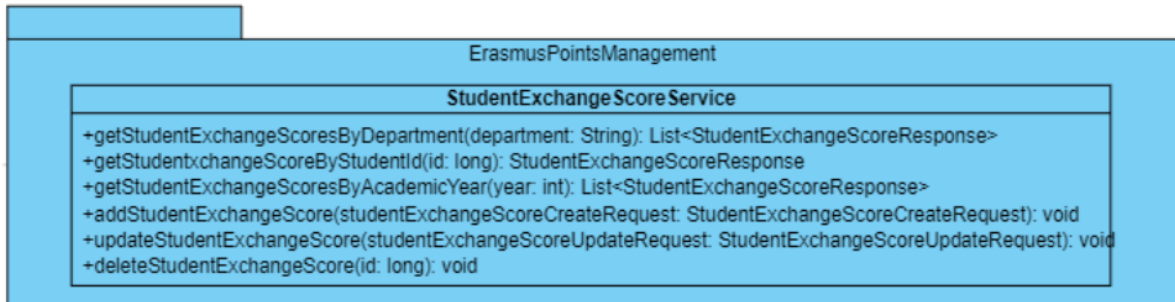 ErasmusPointsManagement
StudentExchangeScoreService
+getStudentExchangeScoresByDepartment(department: String): List<StudentExchangeScoreResponse>
+getStudentxchangeScoreByStudentId(id: long): StudentExchangeScoreResponse
+getStudentExchangeScoresByAcademicYear(year: int): List<StudentExchangeScoreResponse>
+addStudentExchangeScore(studentExchangeScoreCreateRequest: StudentExchangeScoreCreateRequest): void
+updateStudentExchangeScore(studentExchangeScoreUpdateRequest: StudentExchangeScoreUpdateRequest): void
+deleteStudentExchangeScore(id: long): void